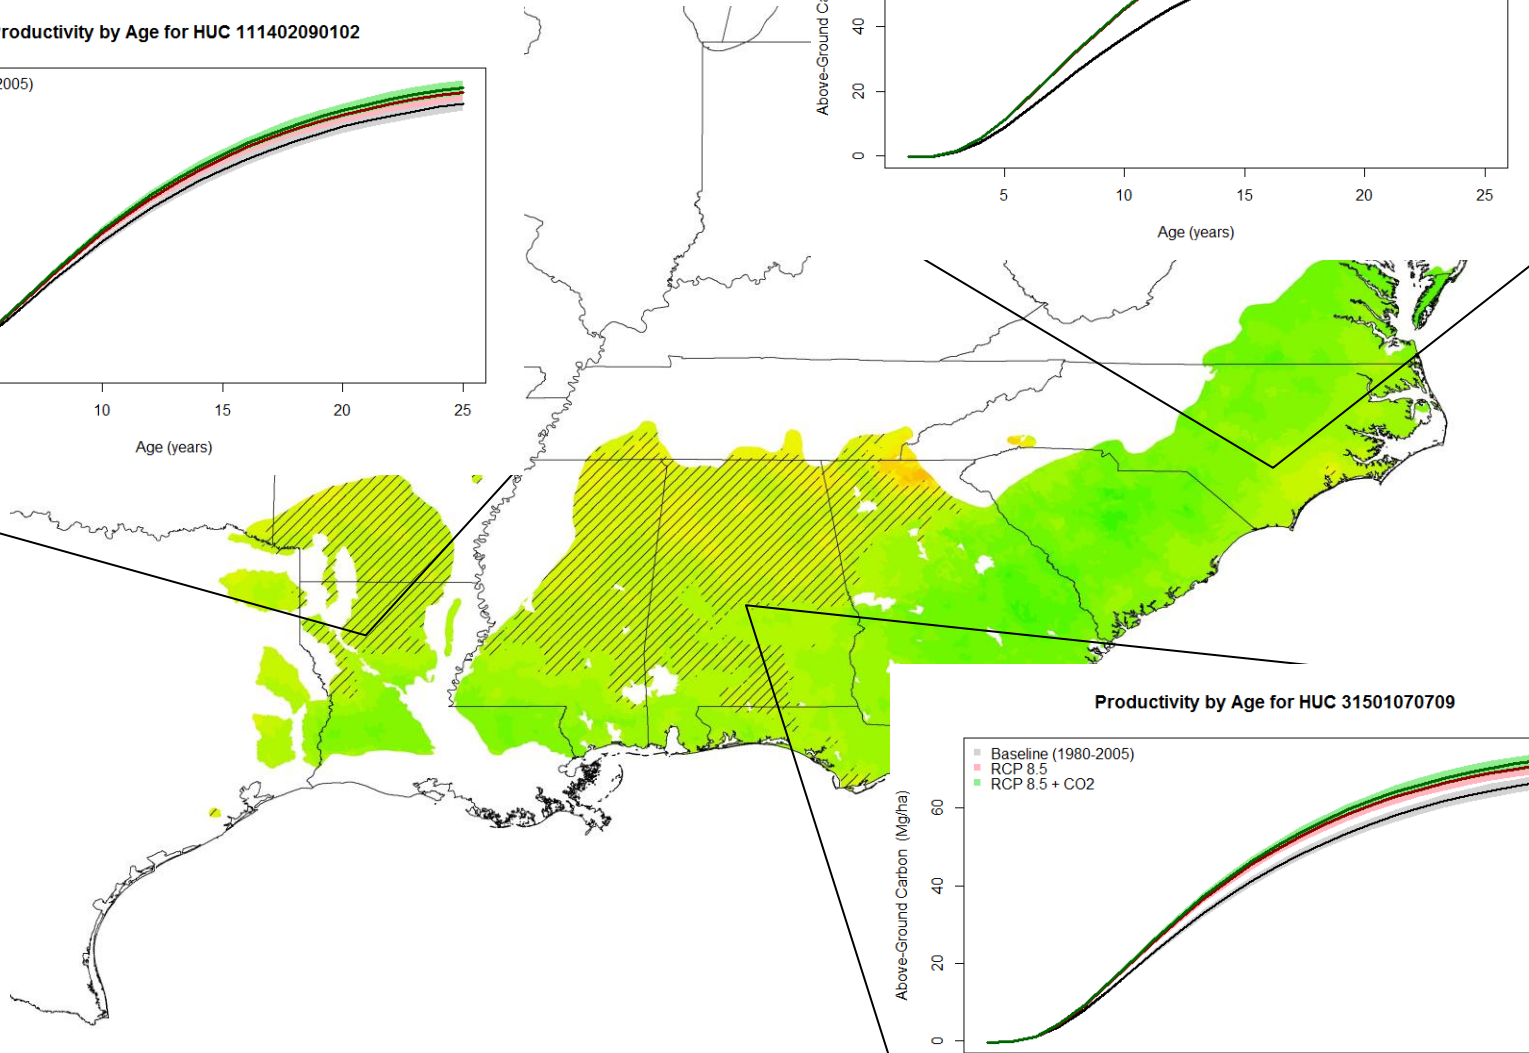 roductivity by Age for HUC 111402090102
2005)
10 15 20 25
Age (years)
Above-Ground Ca
40
20
0
5 10 15 20 25
Age (years)
Productivity by Age for HUC 31501070709
Baseline (1980-2005)
RCP 8.5
RCP 8.5 + CO2
Above-Ground Carbon (Mg/ha)
60
40
20
0